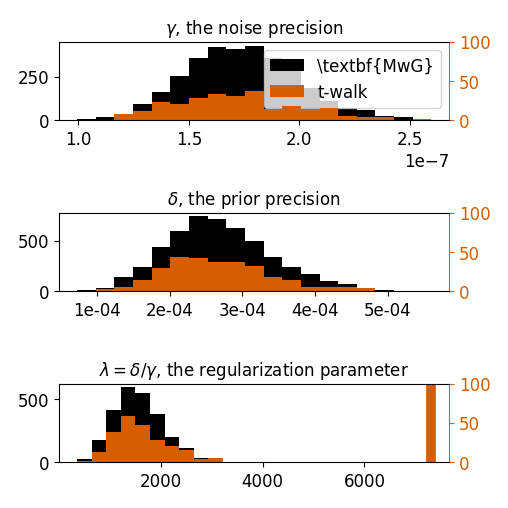 γ, the noise precision
100
250
\textbf{MwG}
50
t-walk
0
0
1.0
1.5
2.0
2.5
1e−7
δ, the prior precision
100
500
50
0
0
1e-04
2e-04
3e-04
4e-04
5e-04
λ = δ/γ, the regularization parameter
100
500
50
0
0
2000
4000
6000